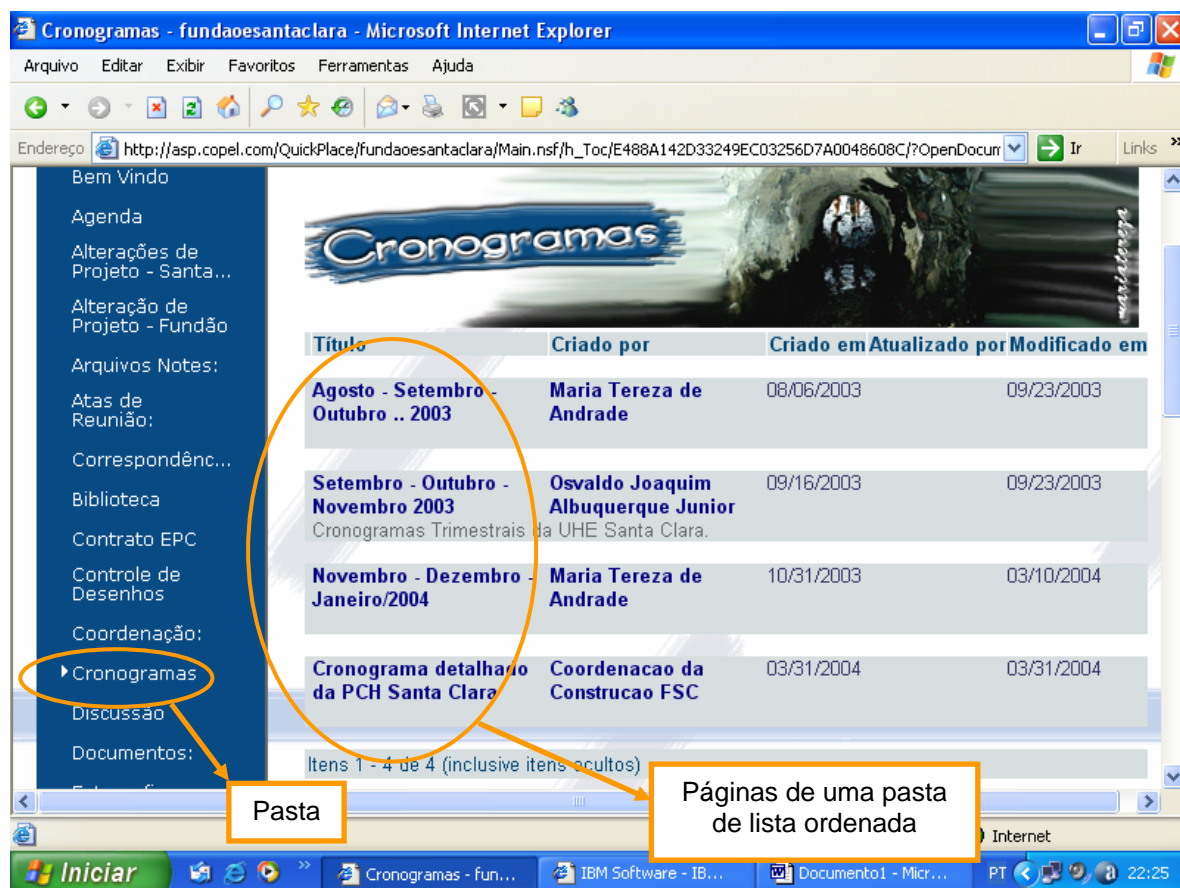 Cronogramas - fundaoesantaclara - Microsoft Internet Explorer
Arquivo Editar Exibir Favoritos Ferramentas Ajuda
Endereço http://asp.copel.com/QuickPlace/fundaoesantaclara/Main.nsf/h_Toc/E488A142D33249EC03256D7A0048608C/?OpenDocum Ir Links »
Bem Vindo
Agenda
Alterações de
Projeto - Santa...
Alteração de
Projeto - Fundão
Arquivos Notes:
Atas de
Reunião:
Correspondênc...
Biblioteca
Contrato EPC
Controle de
Desenhos
Coordenação:
Cronogramas
Discussão
Documentos:
Cronogramas
mariatereza
Título Criado por Criado em Atualizado por Modificado em
Agosto - Setembro - Maria Tereza de 08/06/2003 09/23/2003
Outubro .. 2003 Andrade
Setembro - Outubro - Osvaldo Joaquim 09/16/2003 09/23/2003
Novembro 2003 Albuquerque Junior
Cronogramas Trimestrais da UHE Santa Clara.
Novembro - Dezembro - Maria Tereza de 10/31/2003 03/10/2004
Janeiro/2004 Andrade
Cronograma detalhado Coordenacao da 03/31/2004 03/31/2004
da PCH Santa Clara Construcao FSC
Itens 1 - 4 de 4 (inclusive itens ocultos)
Pasta
Páginas de uma pasta
de lista ordenada
Internet
Iniciar » Cronogramas - fun... IBM Software - IB... Documento1 - Micr... PT 22:25